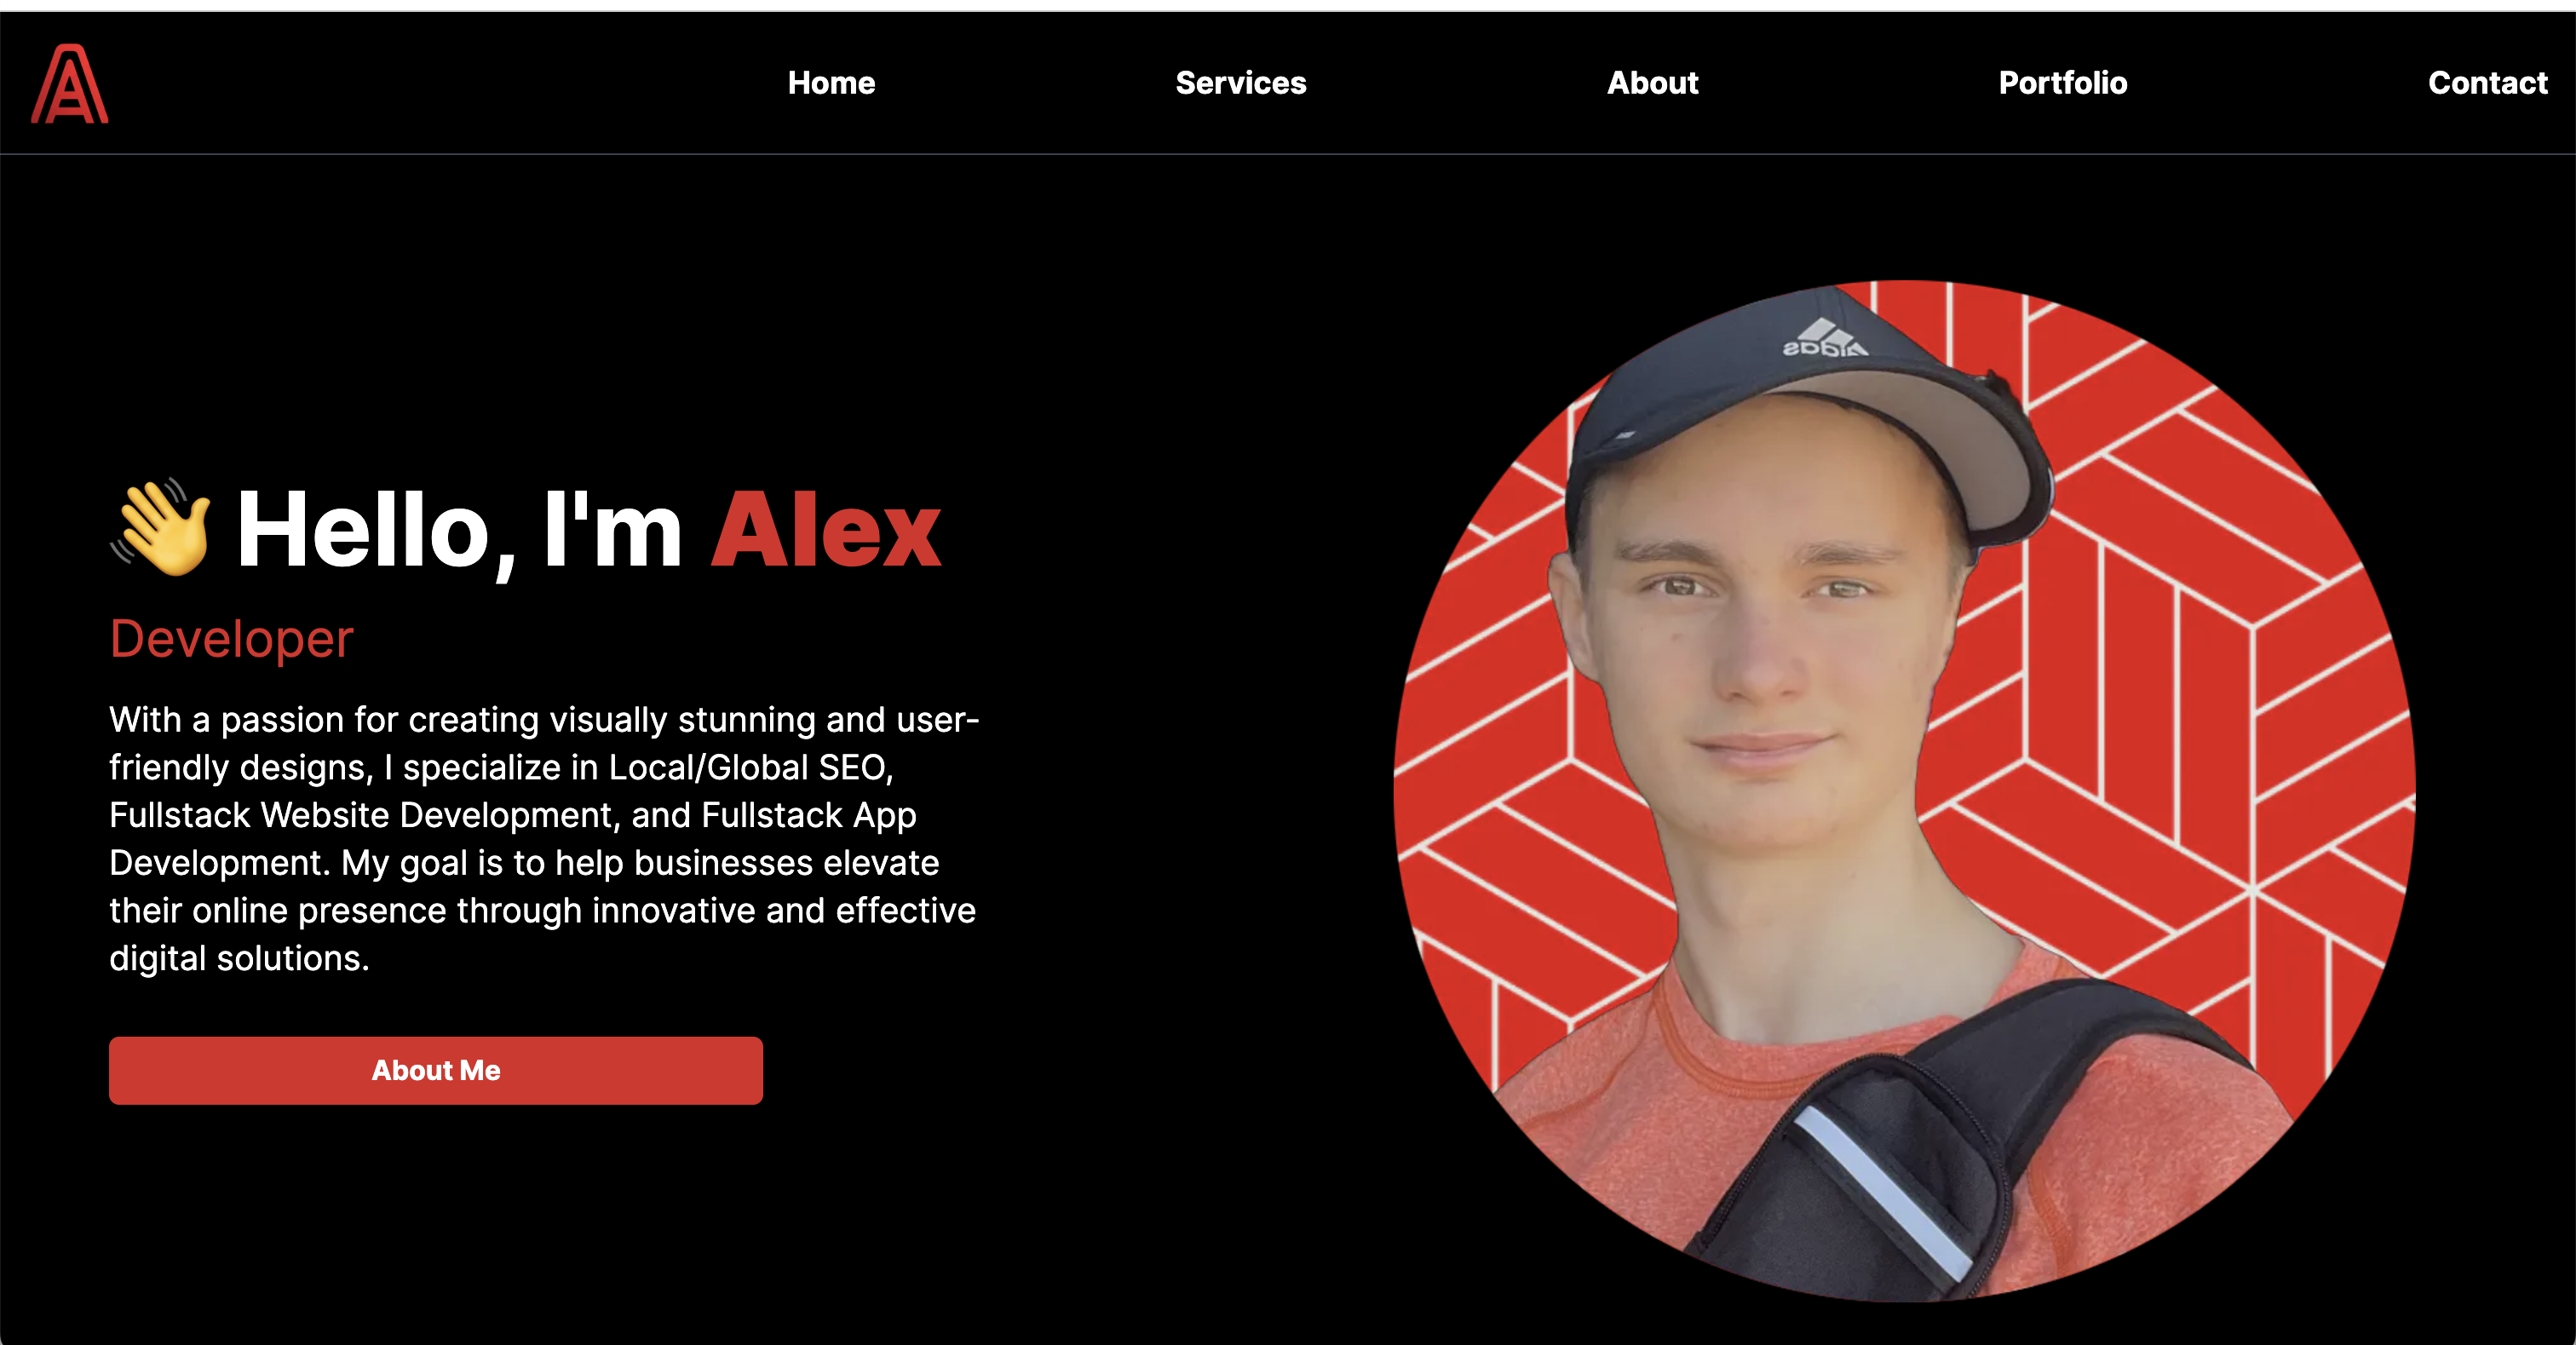 Home Services About Portfolio Contact
adidas
👋 Hello, I'm Alex
Developer
With a passion for creating visually stunning and user-
friendly designs, I specialize in Local/Global SEO,
Fullstack Website Development, and Fullstack App
Development. My goal is to help businesses elevate
their online presence through innovative and effective
digital solutions.
About Me